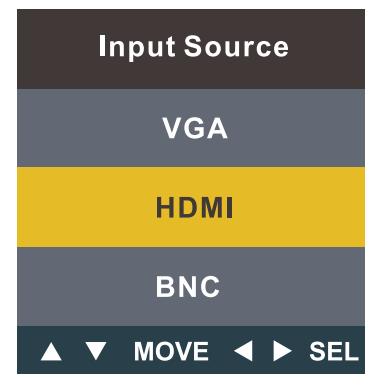 Input Source
VGA
HDMI
BNC
▲ ▼ MOVE ◀ ▶ SEL